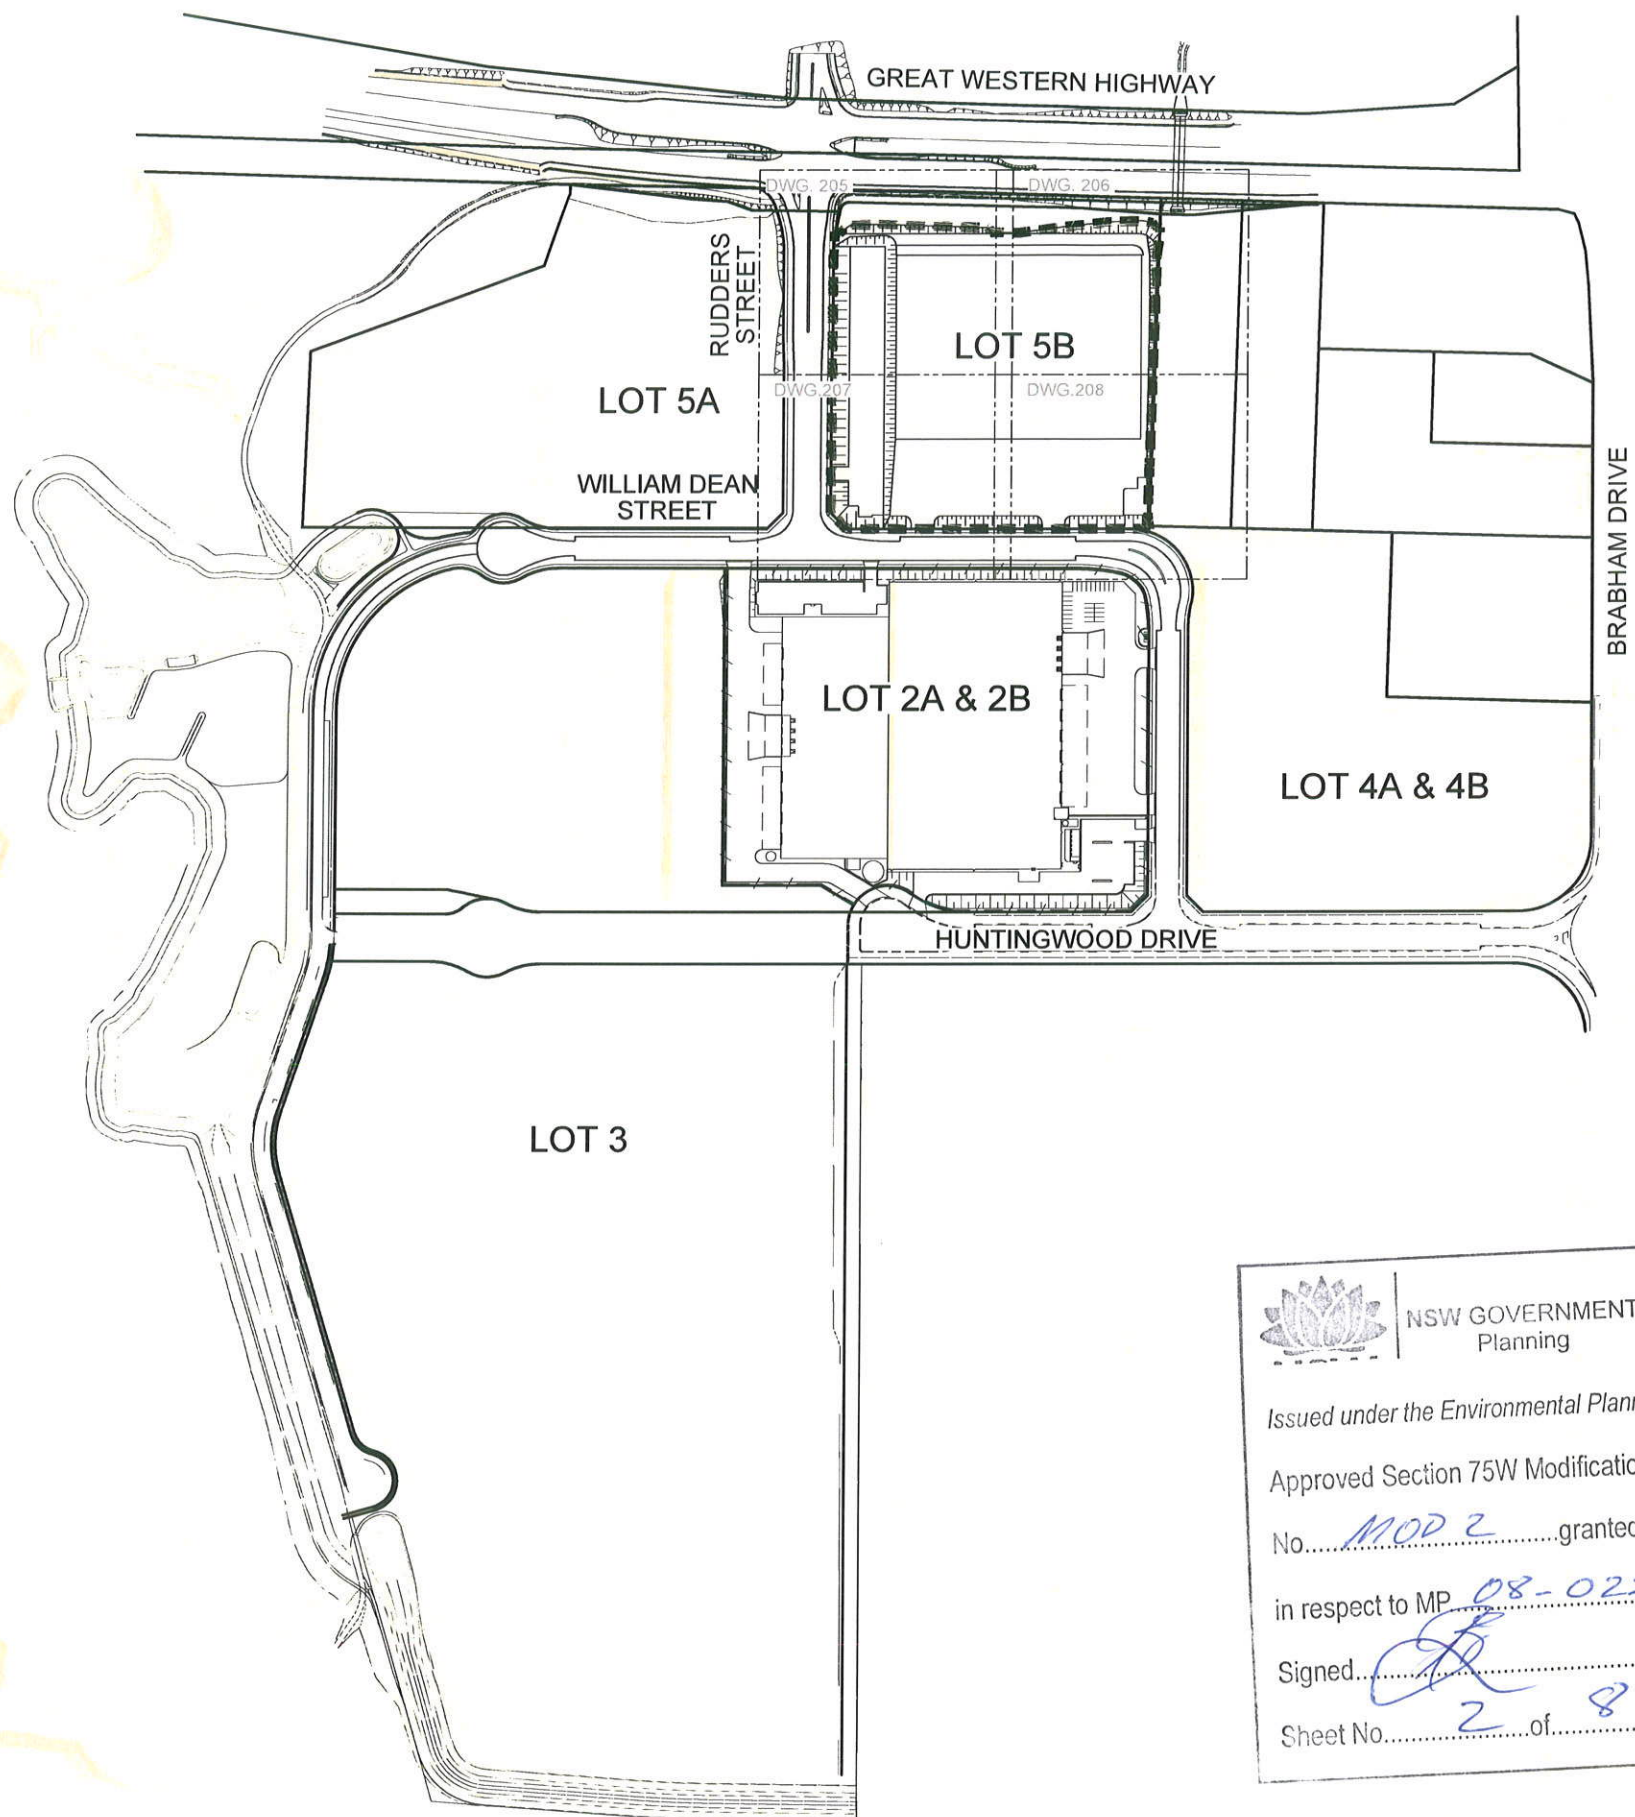 GREAT WESTERN HIGHWAY
DWG. 205
DWG. 206
RUDDERS
STREET
LOT 5B
DWG.207
DWG.208
LOT 5A
WILLIAM DEAN
STREET
BRABHAM DRIVE
LOT 2A & 2B
LOT 4A & 4B
HUNTINGWOOD DRIVE
LOT 3
NSW GOVERNMENT
Planning
Issued under the Environmental
Approved Section 75W
No. MOD 2 granted
in respect to MP 08-02
Signed
Sheet No. 2 of 8